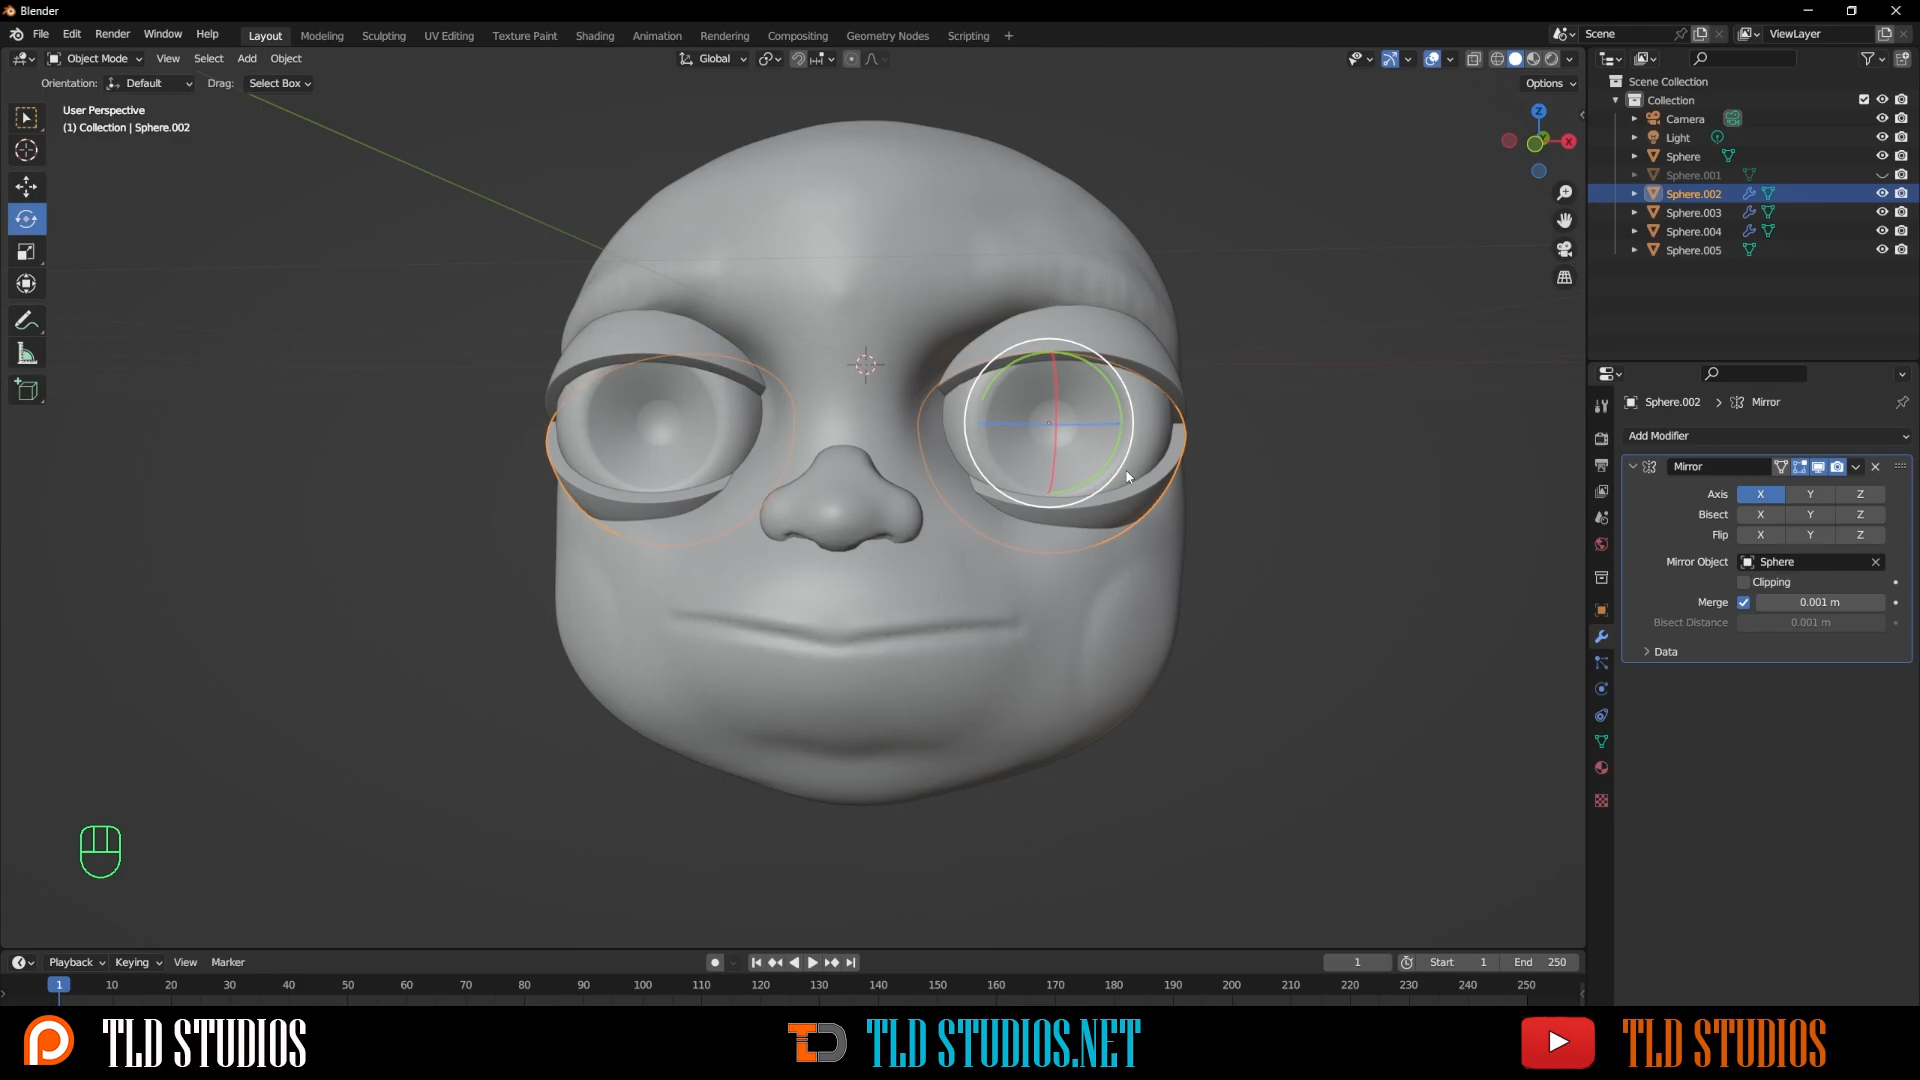 Blender
File Edit Render Window Help Layout Modeling Sculpting UV Editing Texture Paint Shading Animation Rendering Compositing Geometry Nodes Scripting + Scene ViewLayer
Object Mode View Select Add Object Global
Orientation: Default Drag: Select Box Options
User Perspective
(1) Collection | Sphere.002
Z
X
Scene Collection
Collection
Camera
Light
Sphere
Sphere.001
Sphere.002
Sphere.003
Sphere.004
Sphere.005
Sphere.002 > Mirror
Add Modifier
Mirror
Axis X Y Z
Bisect X Y Z
Flip X Y Z
Mirror Object Sphere
Clipping
Merge 0.001 m
Bisect Distance 0.001 m
Data
Playback Keying View Marker 1 Start 1 End 250
1 10 20 30 40 50 60 70 80 90 100 110 120 130 140 150 160 170 180 190 200 210 220 230 240 250
TLD STUDIOS TLD STUDIOS.NET TLD STUDIOS